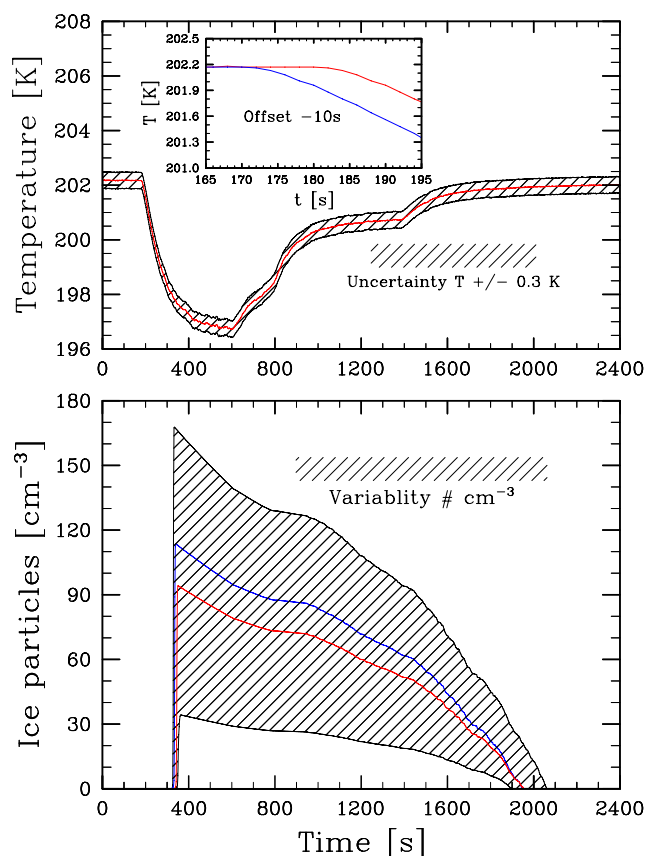 208
206
204
202
200
198
196
Temperature [K]
202.5
202.2
201.9
201.6
201.3
201.0
T [K]
Offset −10s
165 170 175 180 185 190 195
t [s]
Uncertainty T +/− 0.3 K
0 400 800 1200 1600 2000 2400
180
150
120
90
60
30
0
Ice particles [cm−3]
Variablity # cm−3
0 400 800 1200 1600 2000 2400
Time [s]